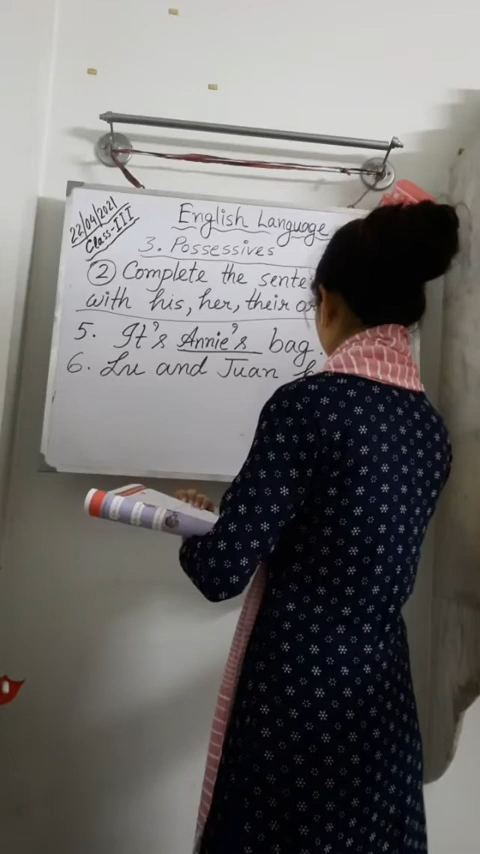 22/04/2021
Class-III
English Language
3. Possessives
② Complete the
with his, her, their
5. It's Annie's bag.
6. Lu and Juan